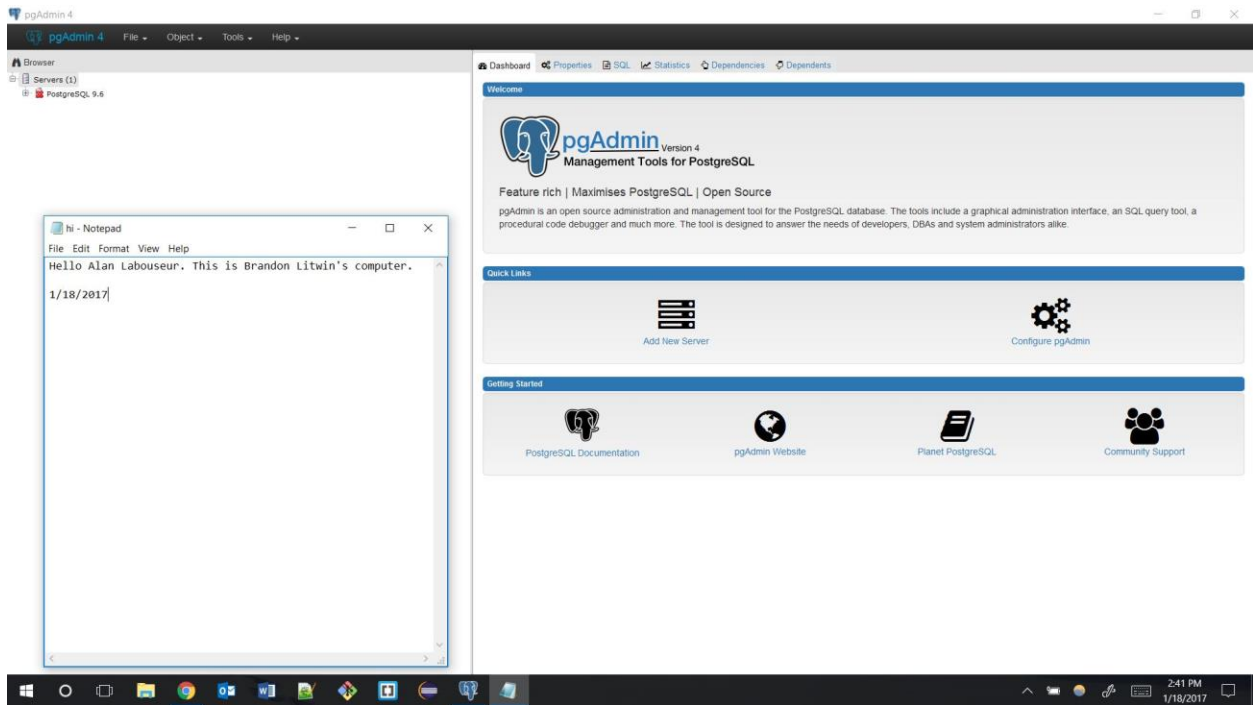 pgAdmin 4
pgAdmin 4 File Object Tools Help
Browser
Servers (1)
PostgreSQL 9.6
Dashboard Properties SQL Statistics Dependencies Dependents
Welcome
pgAdmin Version 4
Management Tools for PostgreSQL
Feature rich | Maximises PostgreSQL | Open Source
pgAdmin is an open source administration and management tool for the PostgreSQL database. The tools include a graphical administration interface, an SQL query tool, a
procedural code debugger and much more. The tool is designed to answer the needs of developers, DBAs and system administrators alike.
hi - Notepad
File Edit Format View Help
Hello Alan Labouseur. This is Brandon Litwin's computer.
1/18/2017
Quick Links
Add New Server
Configure pgAdmin
Getting Started
PostgreSQL Documentation
pgAdmin Website
Planet PostgreSQL
Community Support
2:41 PM
1/18/2017